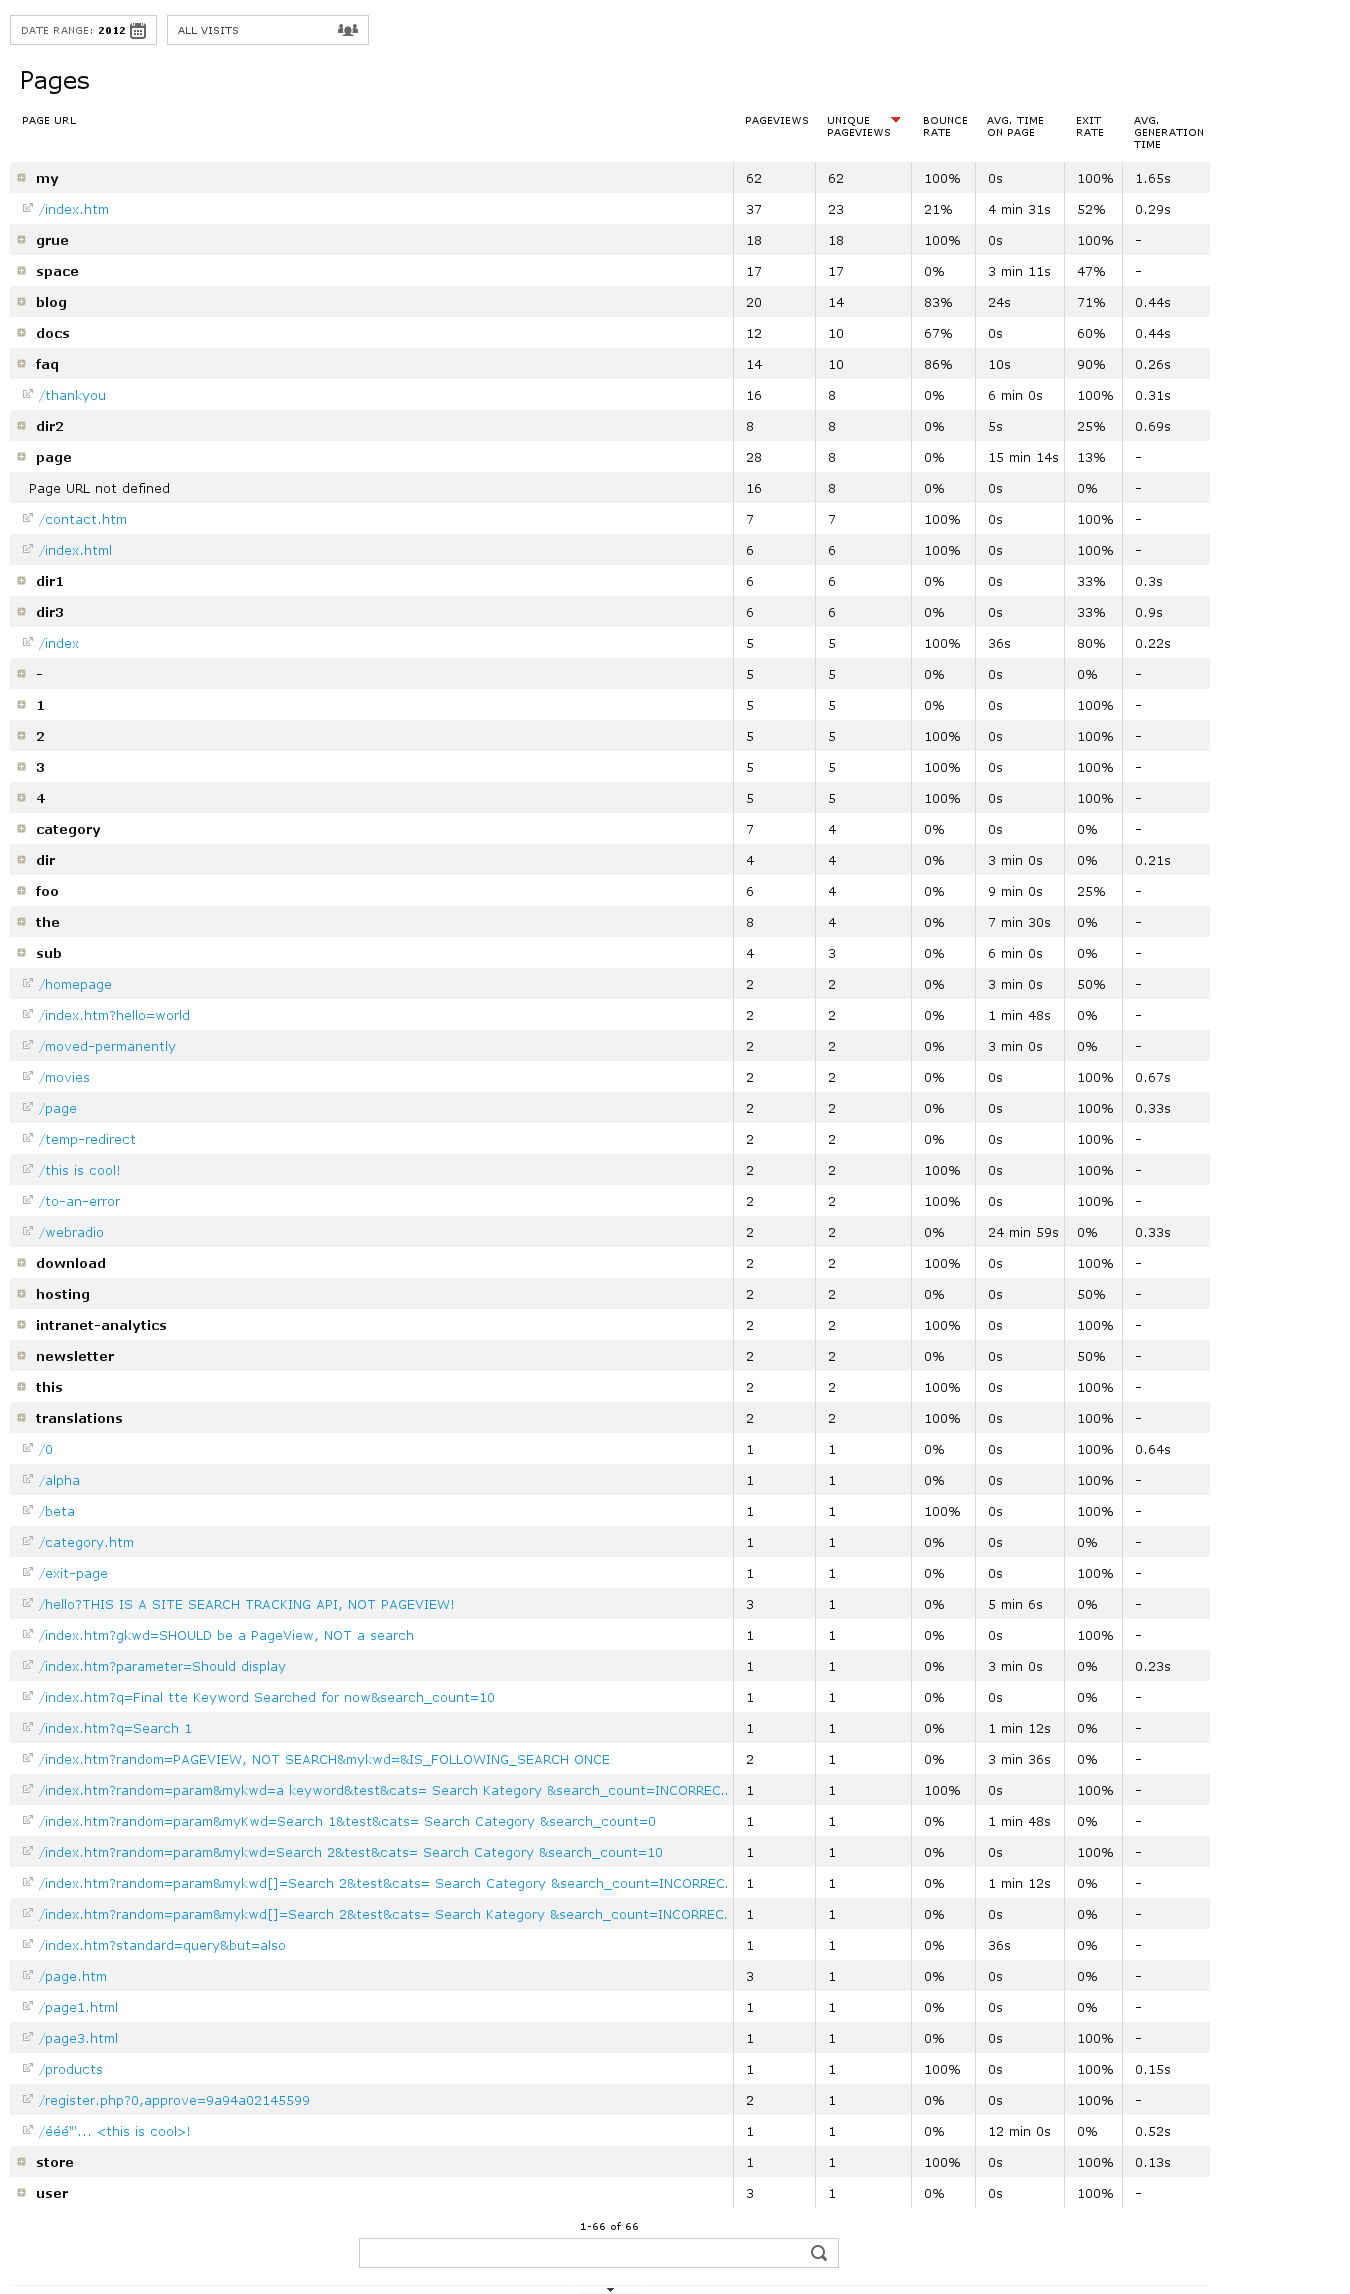 DATE RANGE: 2012 ALL VISITS
Pages
PAGE URL PAGEVIEWS UNIQUE PAGEVIEWS BOUNCE RATE AVG. TIME ON PAGE EXIT RATE AVG. GENERATION TIME
my 62 62 100% 0s 100% 1.65s
/index.htm 37 23 21% 4 min 31s 52% 0.29s
grue 18 18 100% 0s 100% -
space 17 17 0% 3 min 11s 47% -
blog 20 14 83% 24s 71% 0.44s
docs 12 10 67% 0s 60% 0.44s
faq 14 10 86% 10s 90% 0.26s
/thankyou 16 8 0% 6 min 0s 100% 0.31s
dir2 8 8 0% 5s 25% 0.69s
page 28 8 0% 15 min 14s 13% -
Page URL not defined 16 8 0% 0s 0% -
/contact.htm 7 7 100% 0s 100% -
/index.html 6 6 100% 0s 100% -
dir1 6 6 0% 0s 33% 0.3s
dir3 6 6 0% 0s 33% 0.9s
/index 5 5 100% 36s 80% 0.22s
- 5 5 0% 0s 0% -
1 5 5 0% 0s 100% -
2 5 5 100% 0s 100% -
3 5 5 100% 0s 100% -
4 5 5 100% 0s 100% -
category 7 4 0% 0s 0% -
dir 4 4 0% 3 min 0s 0% 0.21s
foo 6 4 0% 9 min 0s 25% -
the 8 4 0% 7 min 30s 0% -
sub 4 3 0% 6 min 0s 0% -
/homepage 2 2 0% 3 min 0s 50% -
/index.htm?hello=world 2 2 0% 1 min 48s 0% -
/moved-permanently 2 2 0% 3 min 0s 0% -
/movies 2 2 0% 0s 100% 0.67s
/page 2 2 0% 0s 100% 0.33s
/temp-redirect 2 2 0% 0s 100% -
/this is cool! 2 2 100% 0s 100% -
/to-an-error 2 2 100% 0s 100% -
/webradio 2 2 0% 24 min 59s 0% 0.33s
download 2 2 100% 0s 100% -
hosting 2 2 0% 0s 50% -
intranet-analytics 2 2 100% 0s 100% -
newsletter 2 2 0% 0s 50% -
this 2 2 100% 0s 100% -
translations 2 2 100% 0s 100% -
/0 1 1 0% 0s 100% 0.64s
/alpha 1 1 0% 0s 100% -
/beta 1 1 100% 0s 100% -
/category.htm 1 1 0% 0s 0% -
/exit-page 1 1 0% 0s 100% -
/hello?THIS IS A SITE SEARCH TRACKING API, NOT PAGEVIEW! 3 1 0% 5 min 6s 0% -
/index.htm?gkwd=SHOULD be a PageView, NOT a search 1 1 0% 0s 100% -
/index.htm?parameter=Should display 1 1 0% 3 min 0s 0% 0.23s
/index.htm?q=Final tte Keyword Searched for now&search_count=10 1 1 0% 0s 0% -
/index.htm?q=Search 1 1 1 0% 1 min 12s 0% -
/index.htm?random=PAGEVIEW, NOT SEARCH&mykwd=&IS_FOLLOWING_SEARCH ONCE 2 1 0% 3 min 36s 0% -
/index.htm?random=param&mykwd=a keyword&test&cats= Search Kategory &search_count=INCORREC.. 1 1 100% 0s 100% -
/index.htm?random=param&myKwd=Search 1&test&cats= Search Category &search_count=0 1 1 0% 1 min 48s 0% -
/index.htm?random=param&mykwd=Search 2&test&cats= Search Category &search_count=10 1 1 0% 0s 100% -
/index.htm?random=param&mykwd[]=Search 2&test&cats= Search Category &search_count=INCORREC. 1 1 0% 1 min 12s 0% -
/index.htm?random=param&mykwd[]=Search 2&test&cats= Search Kategory &search_count=INCORREC. 1 1 0% 0s 0% -
/index.htm?standard=query&but=also 1 1 0% 36s 0% -
/page.htm 3 1 0% 0s 0% -
/page1.html 1 1 0% 0s 0% -
/page3.html 1 1 0% 0s 100% -
/products 1 1 100% 0s 100% 0.15s
/register.php?0,approve=9a94a02145599 2 1 0% 0s 100% -
/ééé"'... <this is cool>! 1 1 0% 12 min 0s 0% 0.52s
store 1 1 100% 0s 100% 0.13s
user 3 1 0% 0s 100% -
1-66 of 66